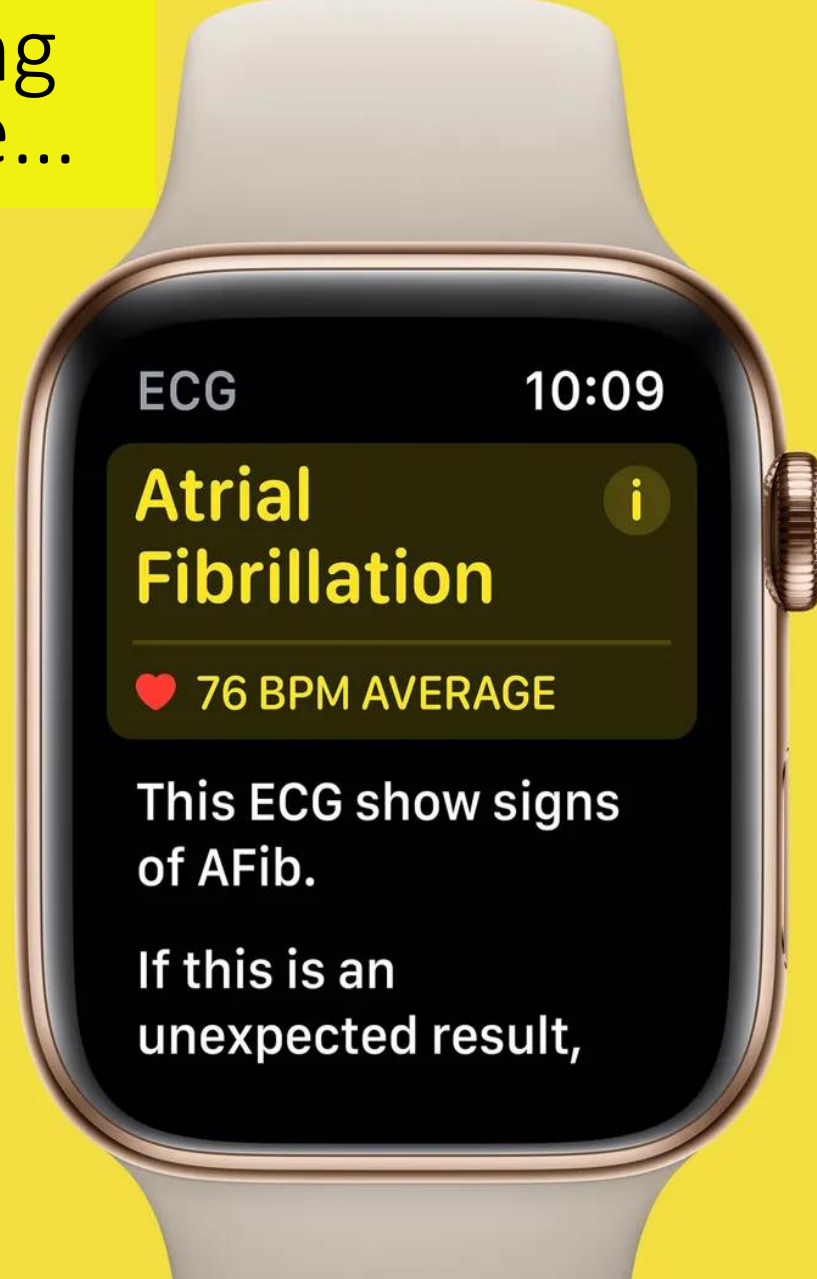 ECG 10:09
Atrial
Fibrillation
i
76 BPM AVERAGE
This ECG show signs
of AFib.
If this is an
unexpected result,